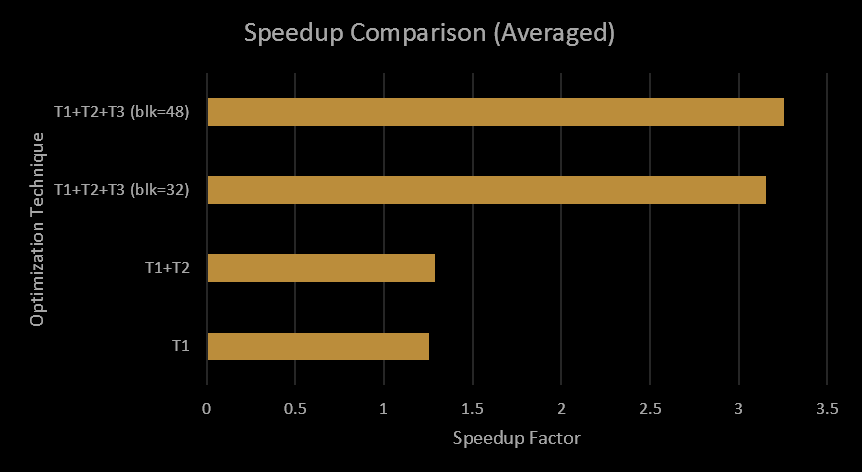 Speedup Comparison (Averaged)
Optimization Technique
T1+T2+T3 (blk=48)
T1+T2+T3 (blk=32)
T1+T2
T1
0 0.5 1 1.5 2 2.5 3 3.5
Speedup Factor